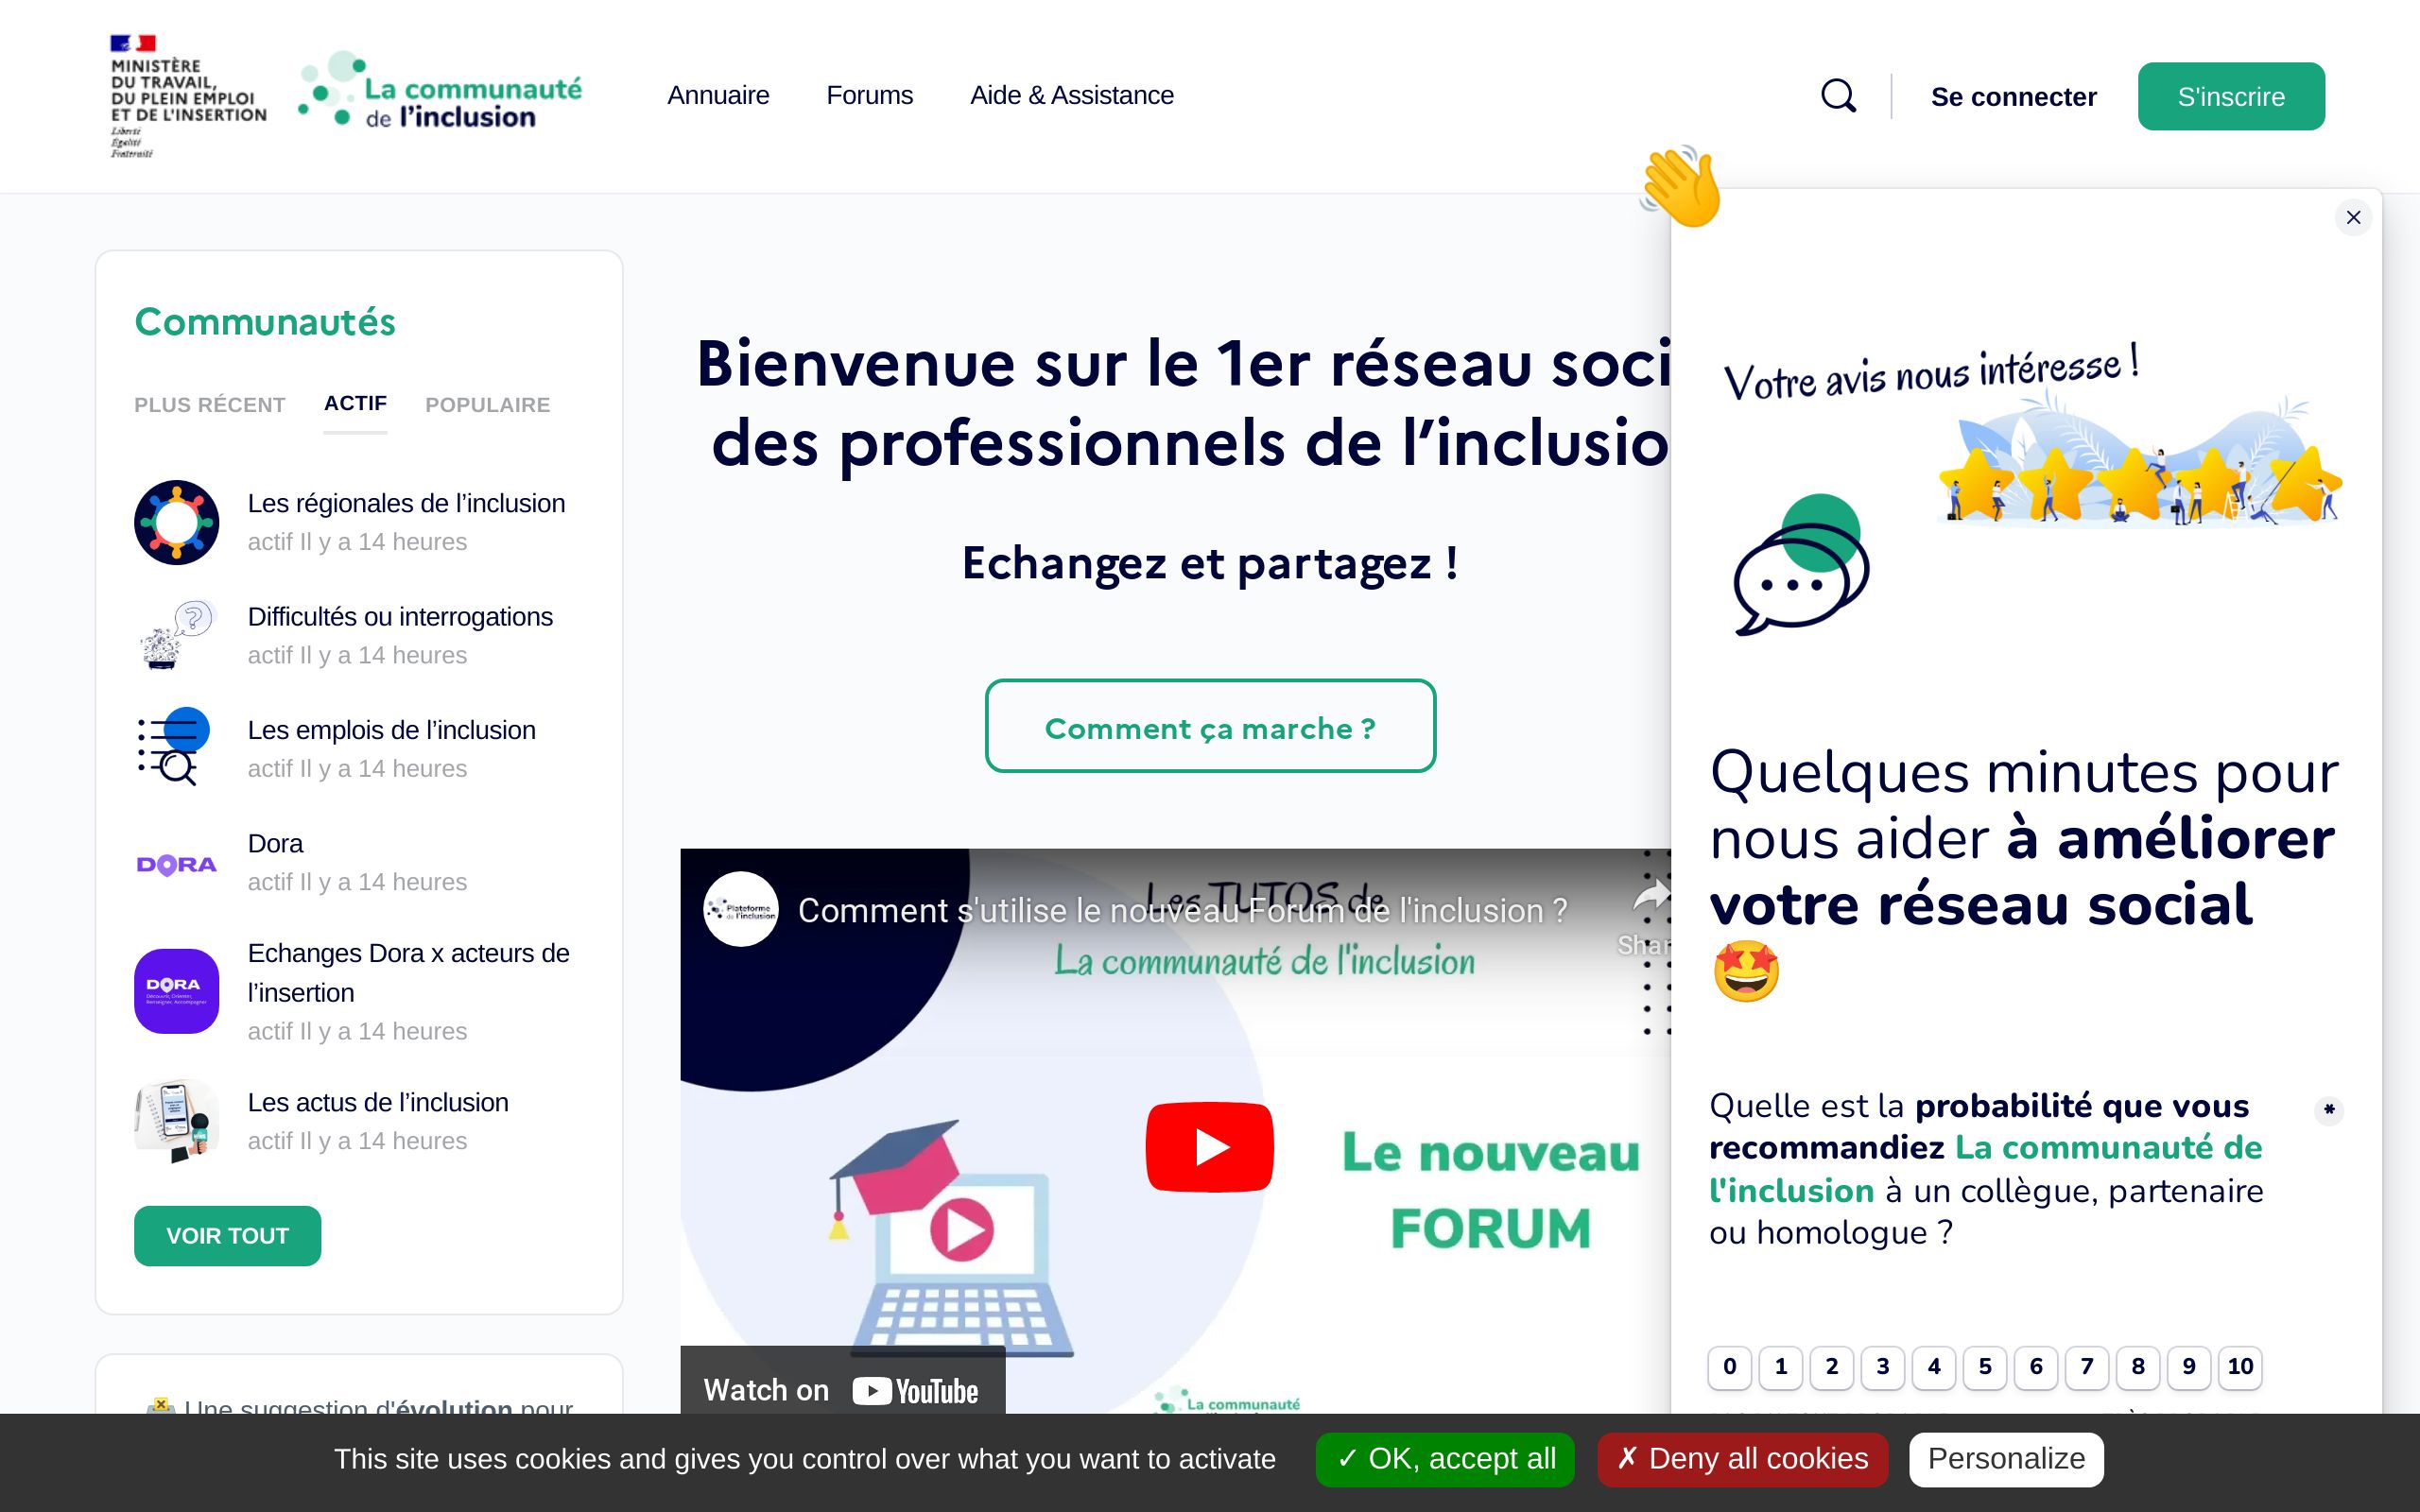 MINISTÈRE
DU TRAVAIL,
DU PLEIN EMPLOI
ET DE L'INSERTION
Liberté
Égalité
Fraternité
La communauté
de l'inclusion
Annuaire
Forums
Aide & Assistance
Se connecter
S'inscrire
Communautés
PLUS RÉCENT
ACTIF
POPULAIRE
Les régionales de l’inclusion
actif Il y a 14 heures
Difficultés ou interrogations
actif Il y a 14 heures
Les emplois de l’inclusion
actif Il y a 14 heures
DORA
Dora
actif Il y a 14 heures
DORA
Echanges Dora x acteurs de
l’insertion
actif Il y a 14 heures
Les actus de l’inclusion
actif Il y a 14 heures
VOIR TOUT
Une suggestion d'évolution pour
Bienvenue sur le 1er réseau soci
des professionnels de l’inclusio
Echangez et partagez !
Comment ça marche ?
Plateforme
de l'inclusion
Comment s'utilise le nouveau Forum de l'inclusion ?
Les TUTOS de
La communauté de l'inclusion
Shar
Le nouveau
FORUM
Watch on YouTube
La communauté
Votre avis nous intéresse !
Quelques minutes pour
nous aider à améliorer
votre réseau social
Quelle est la probabilité que vous
recommandiez La communauté de
l'inclusion à un collègue, partenaire
ou homologue ?
*
0 1 2 3 4 5 6 7 8 9 10
This site uses cookies and gives you control over what you want to activate
✓ OK, accept all
✗ Deny all cookies
Personalize